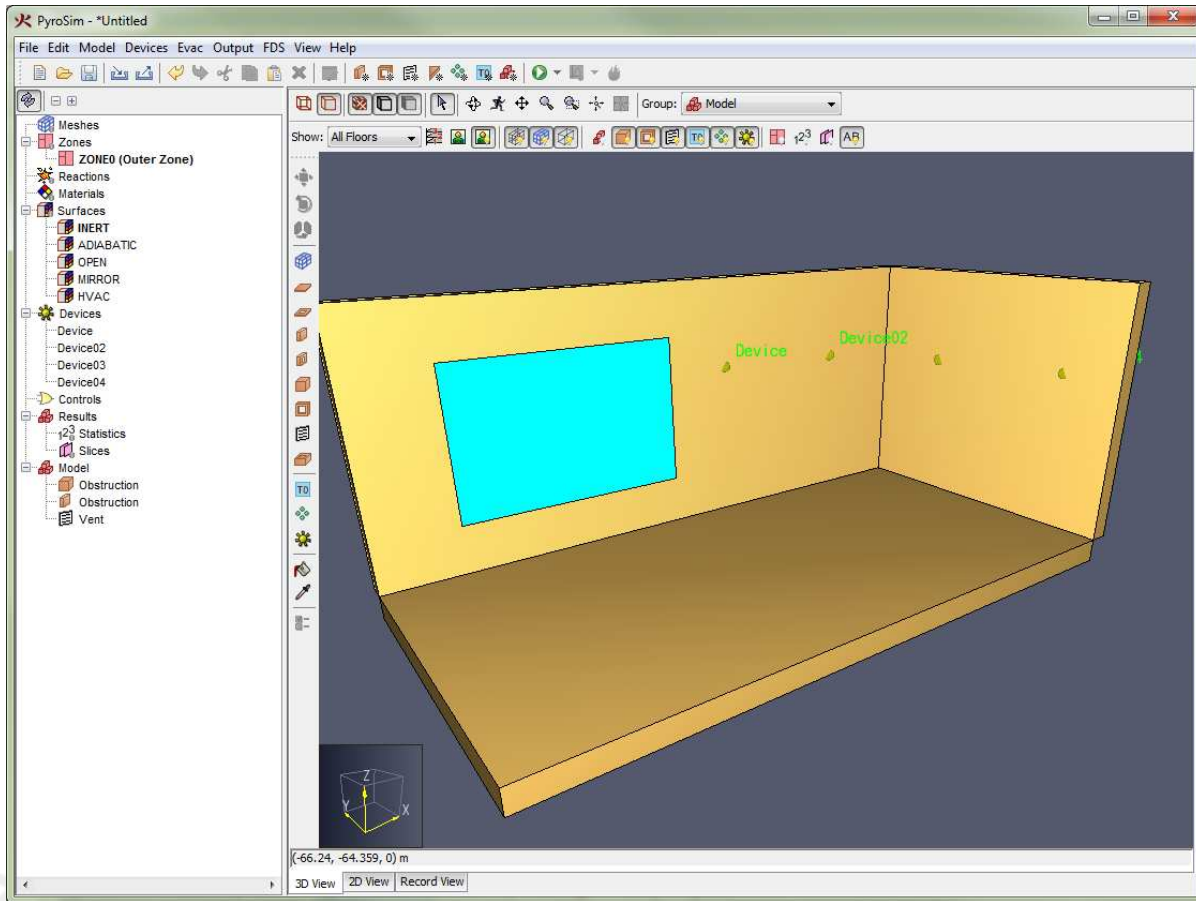 PyroSim - *Untitled
File Edit Model Devices Evac Output FDS View Help
Group: Model
Show: All Floors
Meshes
Zones
ZONE0 (Outer Zone)
Reactions
Materials
Surfaces
INERT
ADIABATIC
OPEN
MIRROR
HVAC
Devices
Device
Device02
Device03
Device04
Controls
Results
Statistics
Slices
Model
Obstruction
Obstruction
Vent
Device
Device02
4
Z
Y
X
(-66.24, -64.359, 0) m
3D View 2D View Record View